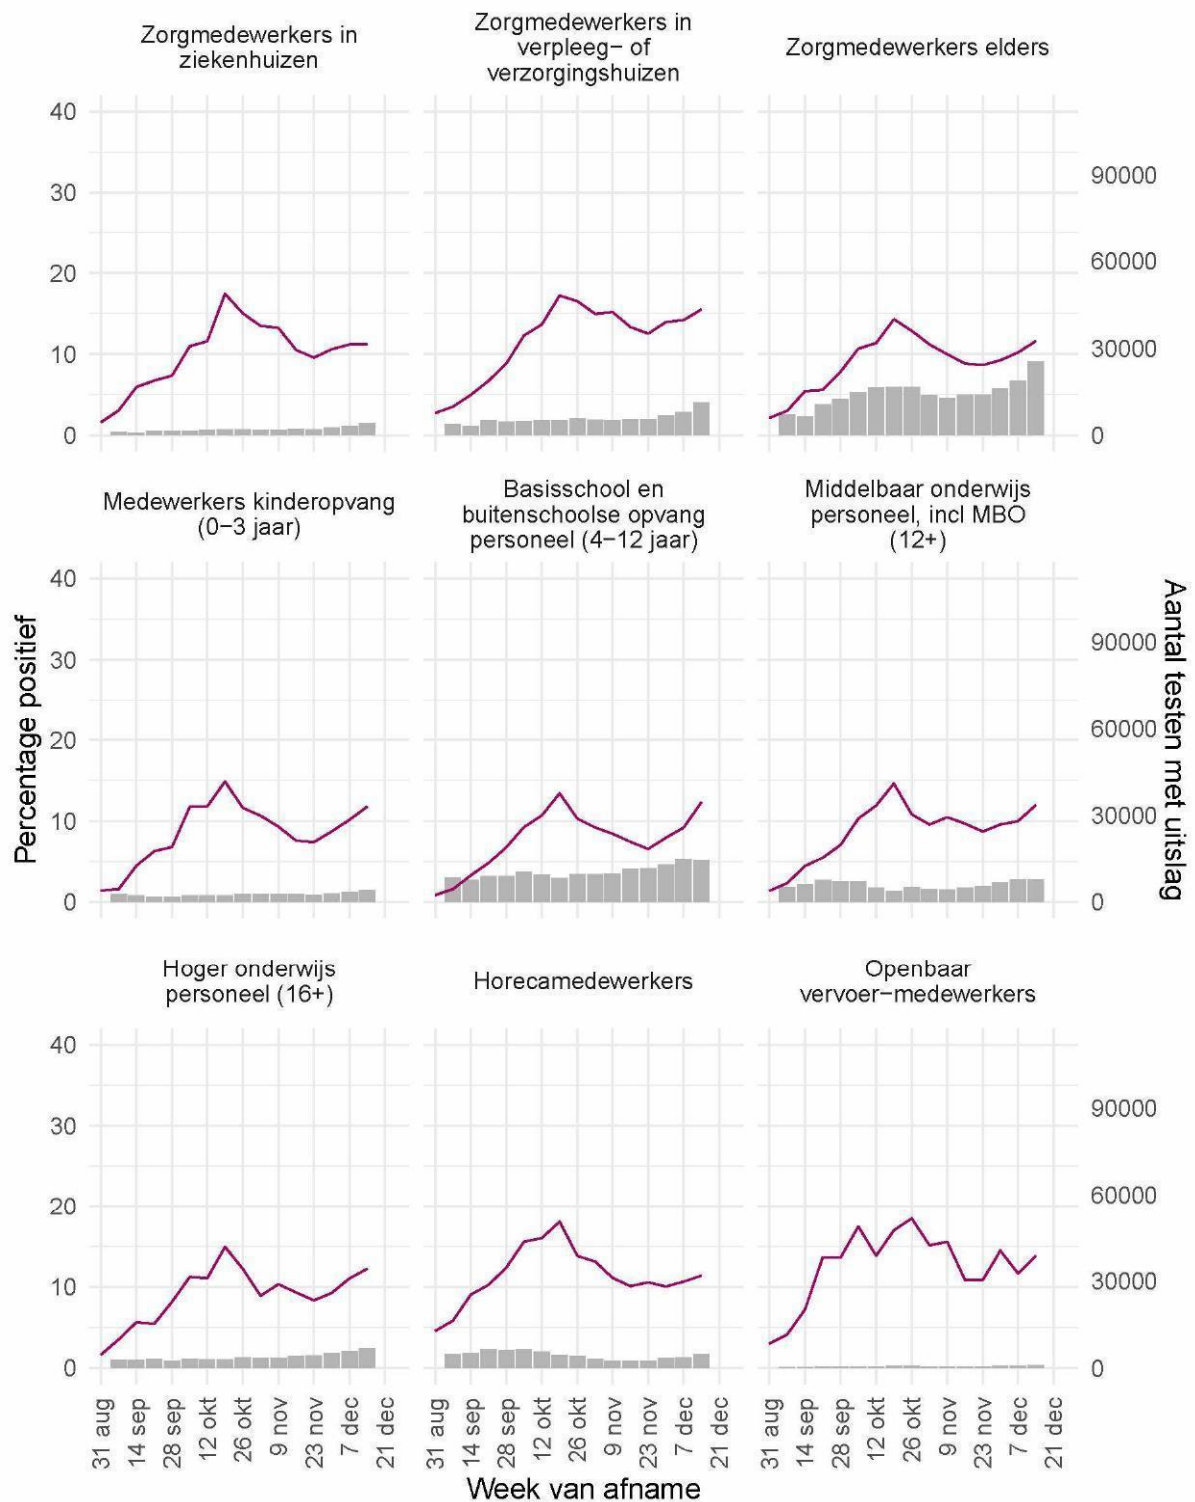 Zorgmedewerkers in
ziekenhuizen
Zorgmedewerkers in
verpleeg− of
verzorgingshuizen
Zorgmedewerkers elders
40
30
20
10
0
90000
60000
30000
0
Medewerkers kinderopvang
(0−3 jaar)
Basisschool en
buitenschoolse opvang
personeel (4−12 jaar)
Middelbaar onderwijs
personeel, incl MBO
(12+)
40
30
20
10
0
90000
60000
30000
0
Percentage positief
Aantal testen met uitslag
Hoger onderwijs
personeel (16+)
Horecamedewerkers
Openbaar
vervoer−medewerkers
40
30
20
10
0
90000
60000
30000
0
31 aug
14 sep
28 sep
12 okt
26 okt
9 nov
23 nov
7 dec
21 dec
31 aug
14 sep
28 sep
12 okt
26 okt
9 nov
23 nov
7 dec
21 dec
31 aug
14 sep
28 sep
12 okt
26 okt
9 nov
23 nov
7 dec
21 dec
Week van afname